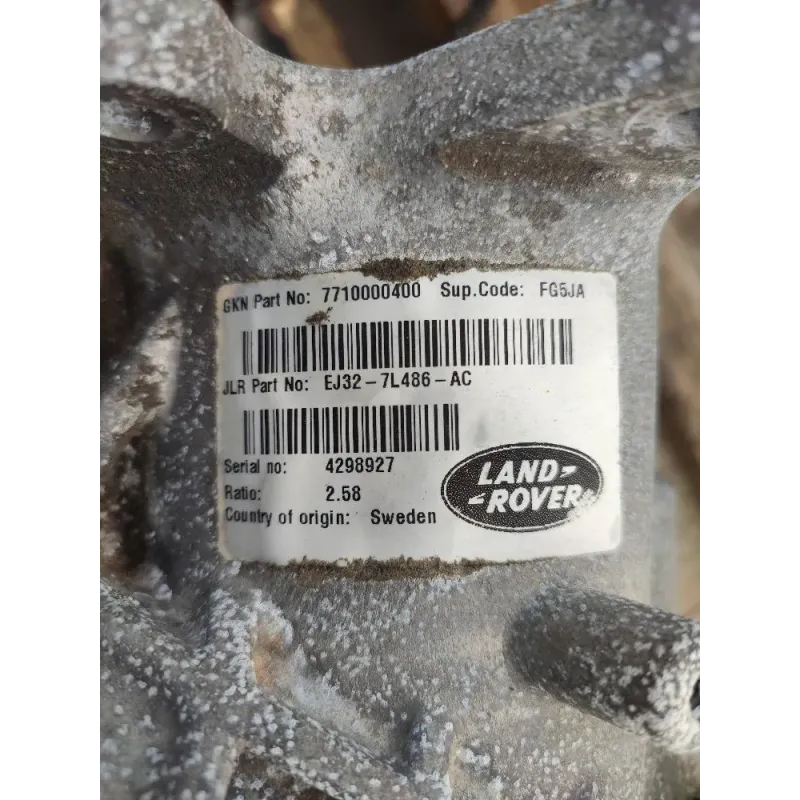 GKN Part No: 7710000400 Sup.Code: FG5JA
JLR Part No: EJ32-7L486-AC
Serial no: 4298927
Ratio: 2.58
Country of origin: Sweden
LAND
ROVER